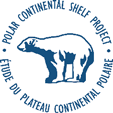 • POLAR CONTINENTAL SHELF PROJECT •
ÉTUDE DU PLATEAU CONTINENTAL POLAIRE